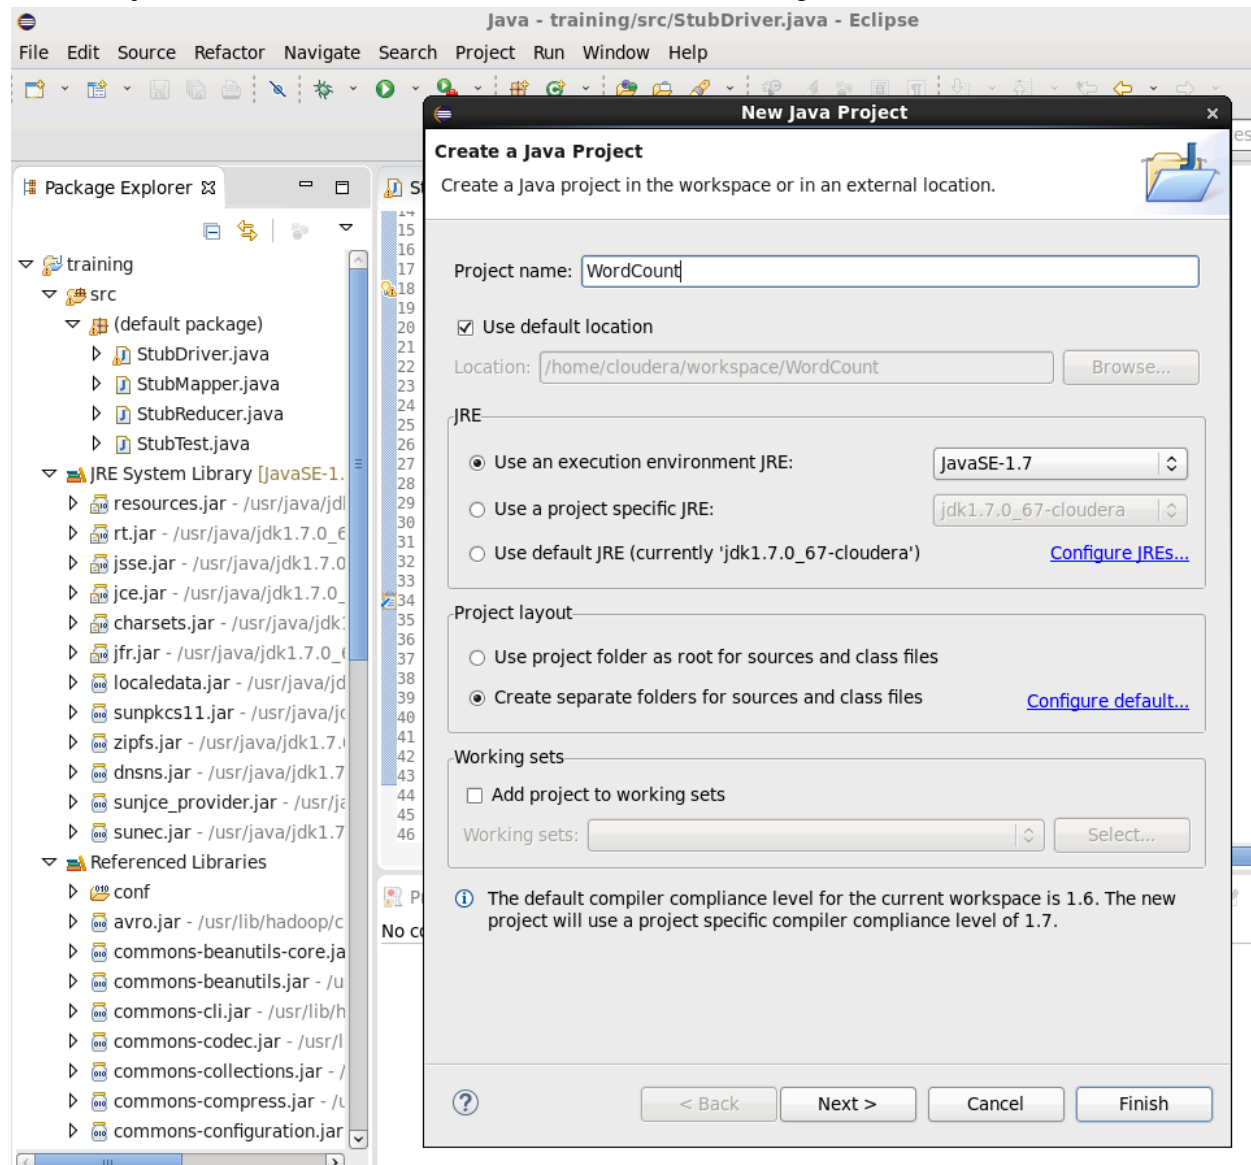 Java - training/src/StubDriver.java - Eclipse
File Edit Source Refactor Navigate Search Project Run Window Help
New Java Project
Create a Java Project
Create a Java project in the workspace or in an external location.
Package Explorer
training
src
(default package)
StubDriver.java
StubMapper.java
StubReducer.java
StubTest.java
JRE System Library [JavaSE-1.
resources.jar - /usr/java/jd
rt.jar - /usr/java/jdk1.7.0_6
jsse.jar - /usr/java/jdk1.7.0
jce.jar - /usr/java/jdk1.7.0_
charsets.jar - /usr/java/jdk
jfr.jar - /usr/java/jdk1.7.0_
localedata.jar - /usr/java/jd
sunpkcs11.jar - /usr/java/jd
zipfs.jar - /usr/java/jdk1.7.
dnsns.jar - /usr/java/jdk1.7
sunjce_provider.jar - /usr/ja
sunec.jar - /usr/java/jdk1.7
Referenced Libraries
conf
avro.jar - /usr/lib/hadoop/c
commons-beanutils-core.ja
commons-beanutils.jar - /u
commons-cli.jar - /usr/lib/h
commons-codec.jar - /usr/l
commons-collections.jar - /
commons-compress.jar - /u
commons-configuration.jar
14
15
16
17
18
19
20
21
22
23
24
25
26
27
28
29
30
31
32
33
34
35
36
37
38
39
40
41
42
43
44
45
46
No co
Project name: WordCount
Use default location
Location: /home/cloudera/workspace/WordCount Browse...
JRE
Use an execution environment JRE: JavaSE-1.7
Use a project specific JRE: jdk1.7.0_67-cloudera
Use default JRE (currently 'jdk1.7.0_67-cloudera') Configure JREs...
Project layout
Use project folder as root for sources and class files
Create separate folders for sources and class files Configure default...
Working sets
Add project to working sets
Working sets: Select...
The default compiler compliance level for the current workspace is 1.6. The new
project will use a project specific compiler compliance level of 1.7.
< Back Next > Cancel Finish